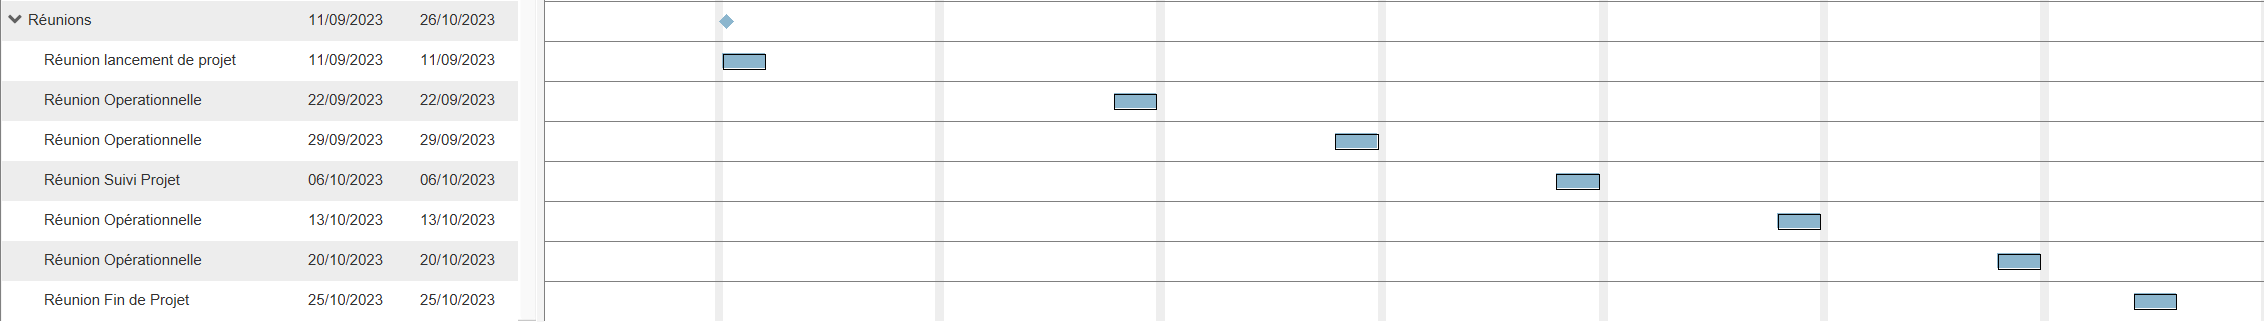 Réunions 11/09/2023 26/10/2023
Réunion lancement de projet 11/09/2023 11/09/2023
Réunion Operationnelle 22/09/2023 22/09/2023
Réunion Operationnelle 29/09/2023 29/09/2023
Réunion Suivi Projet 06/10/2023 06/10/2023
Réunion Opérationnelle 13/10/2023 13/10/2023
Réunion Opérationnelle 20/10/2023 20/10/2023
Réunion Fin de Projet 25/10/2023 25/10/2023